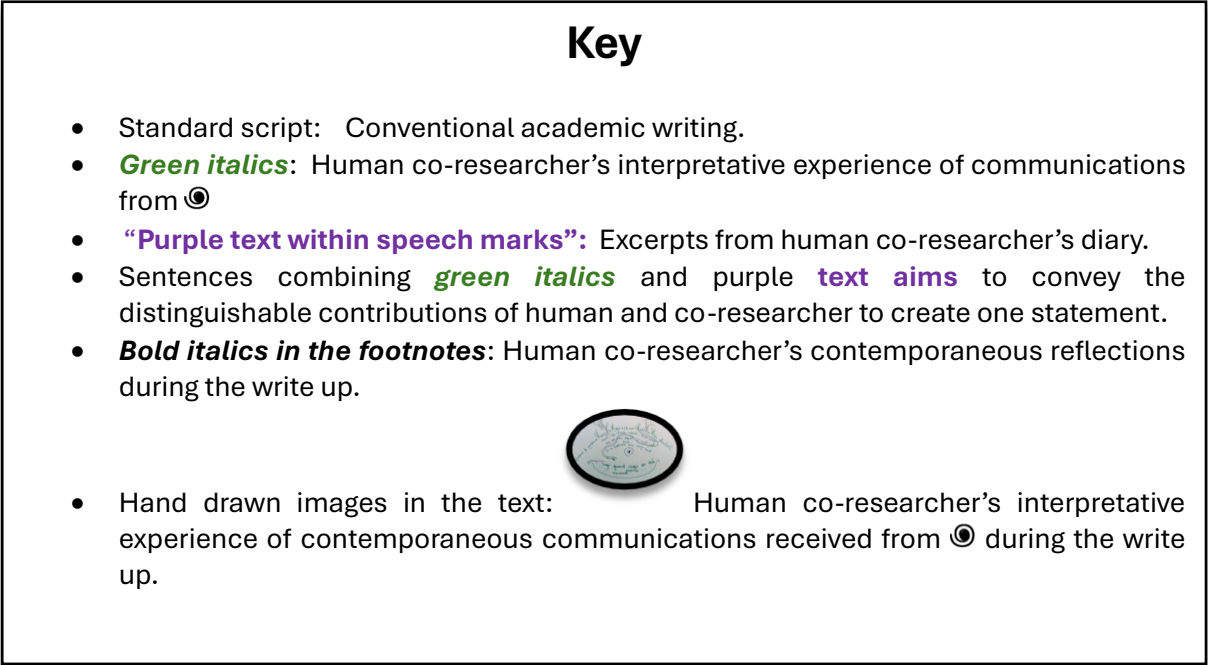 Key
• Standard script: Conventional academic writing.
• Green italics: Human co-researcher’s interpretative experience of communications
from
• “Purple text within speech marks”: Excerpts from human co-researcher’s diary.
• Sentences combining green italics and purple text aims to convey the
distinguishable contributions of human and co-researcher to create one statement.
• Bold italics in the footnotes: Human co-researcher’s contemporaneous reflections
during the write up.
• Hand drawn images in the text: Human co-researcher’s interpretative
experience of contemporaneous communications received from during the write
up.